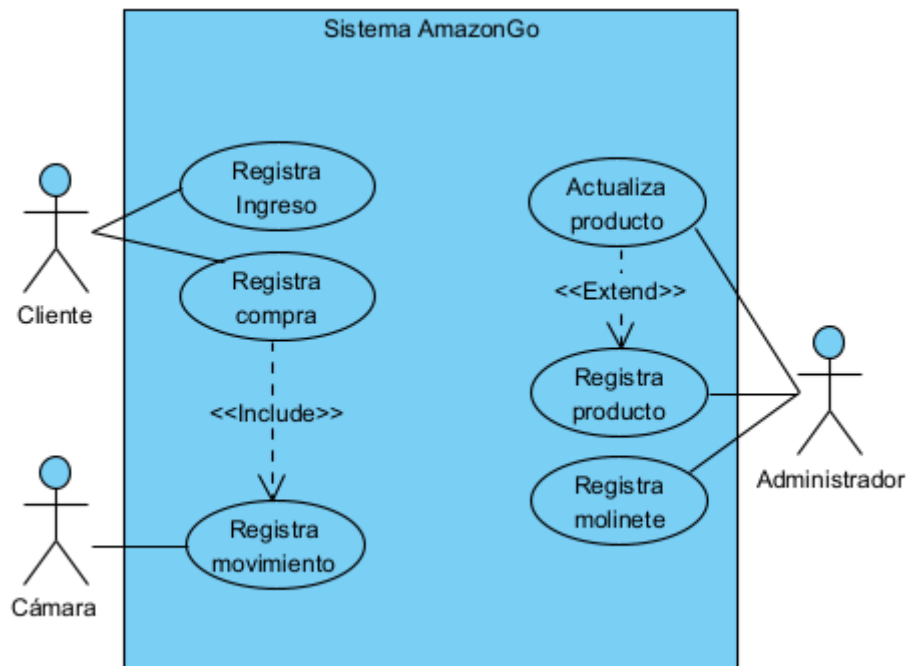 Sistema AmazonGo
Registra
Ingreso
Registra
compra
Cliente
<<Include>>
Registra
movimiento
Cámara
Actualiza
producto
<<Extend>>
Registra
producto
Registra
molinete
Administrador